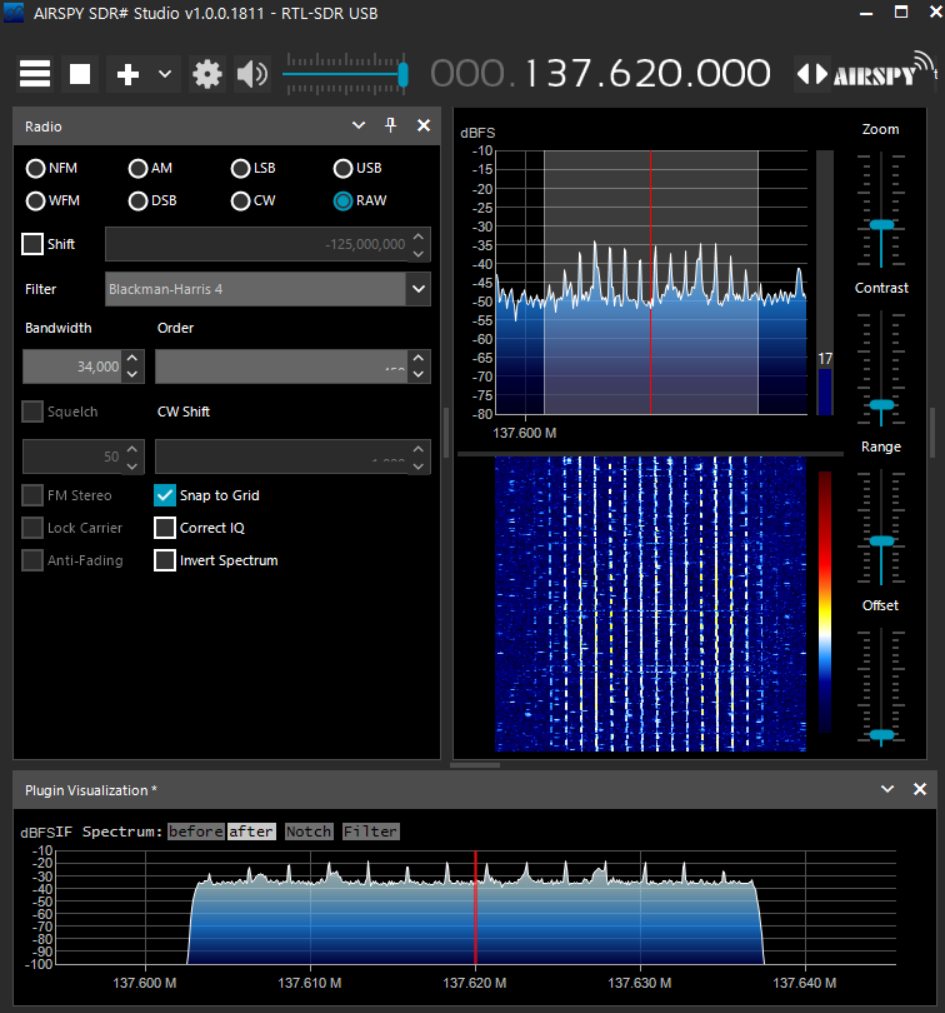 AIRSPY SDR# Studio v1.0.0.1811 - RTL-SDR USB
000.137.620.000
AIRSPY
Radio
NFM AM LSB USB
WFM DSB CW RAW
Shift -125,000,000
Filter Blackman-Harris 4
Bandwidth Order
34,000
Squelch CW Shift
50
FM Stereo Snap to Grid
Lock Carrier Correct IQ
Anti-Fading Invert Spectrum
dBFS
-10
-15
-20
-25
-30
-35
-40
-45
-50
-55
-60
-65
-70
-75
-80
137.600 M
17
Zoom
Contrast
Range
Offset
Plugin Visualization *
dBFS IF Spectrum: before after Notch Filter
-10
-20
-30
-40
-50
-60
-70
-80
-90
-100
137.600 M 137.610 M 137.620 M 137.630 M 137.640 M